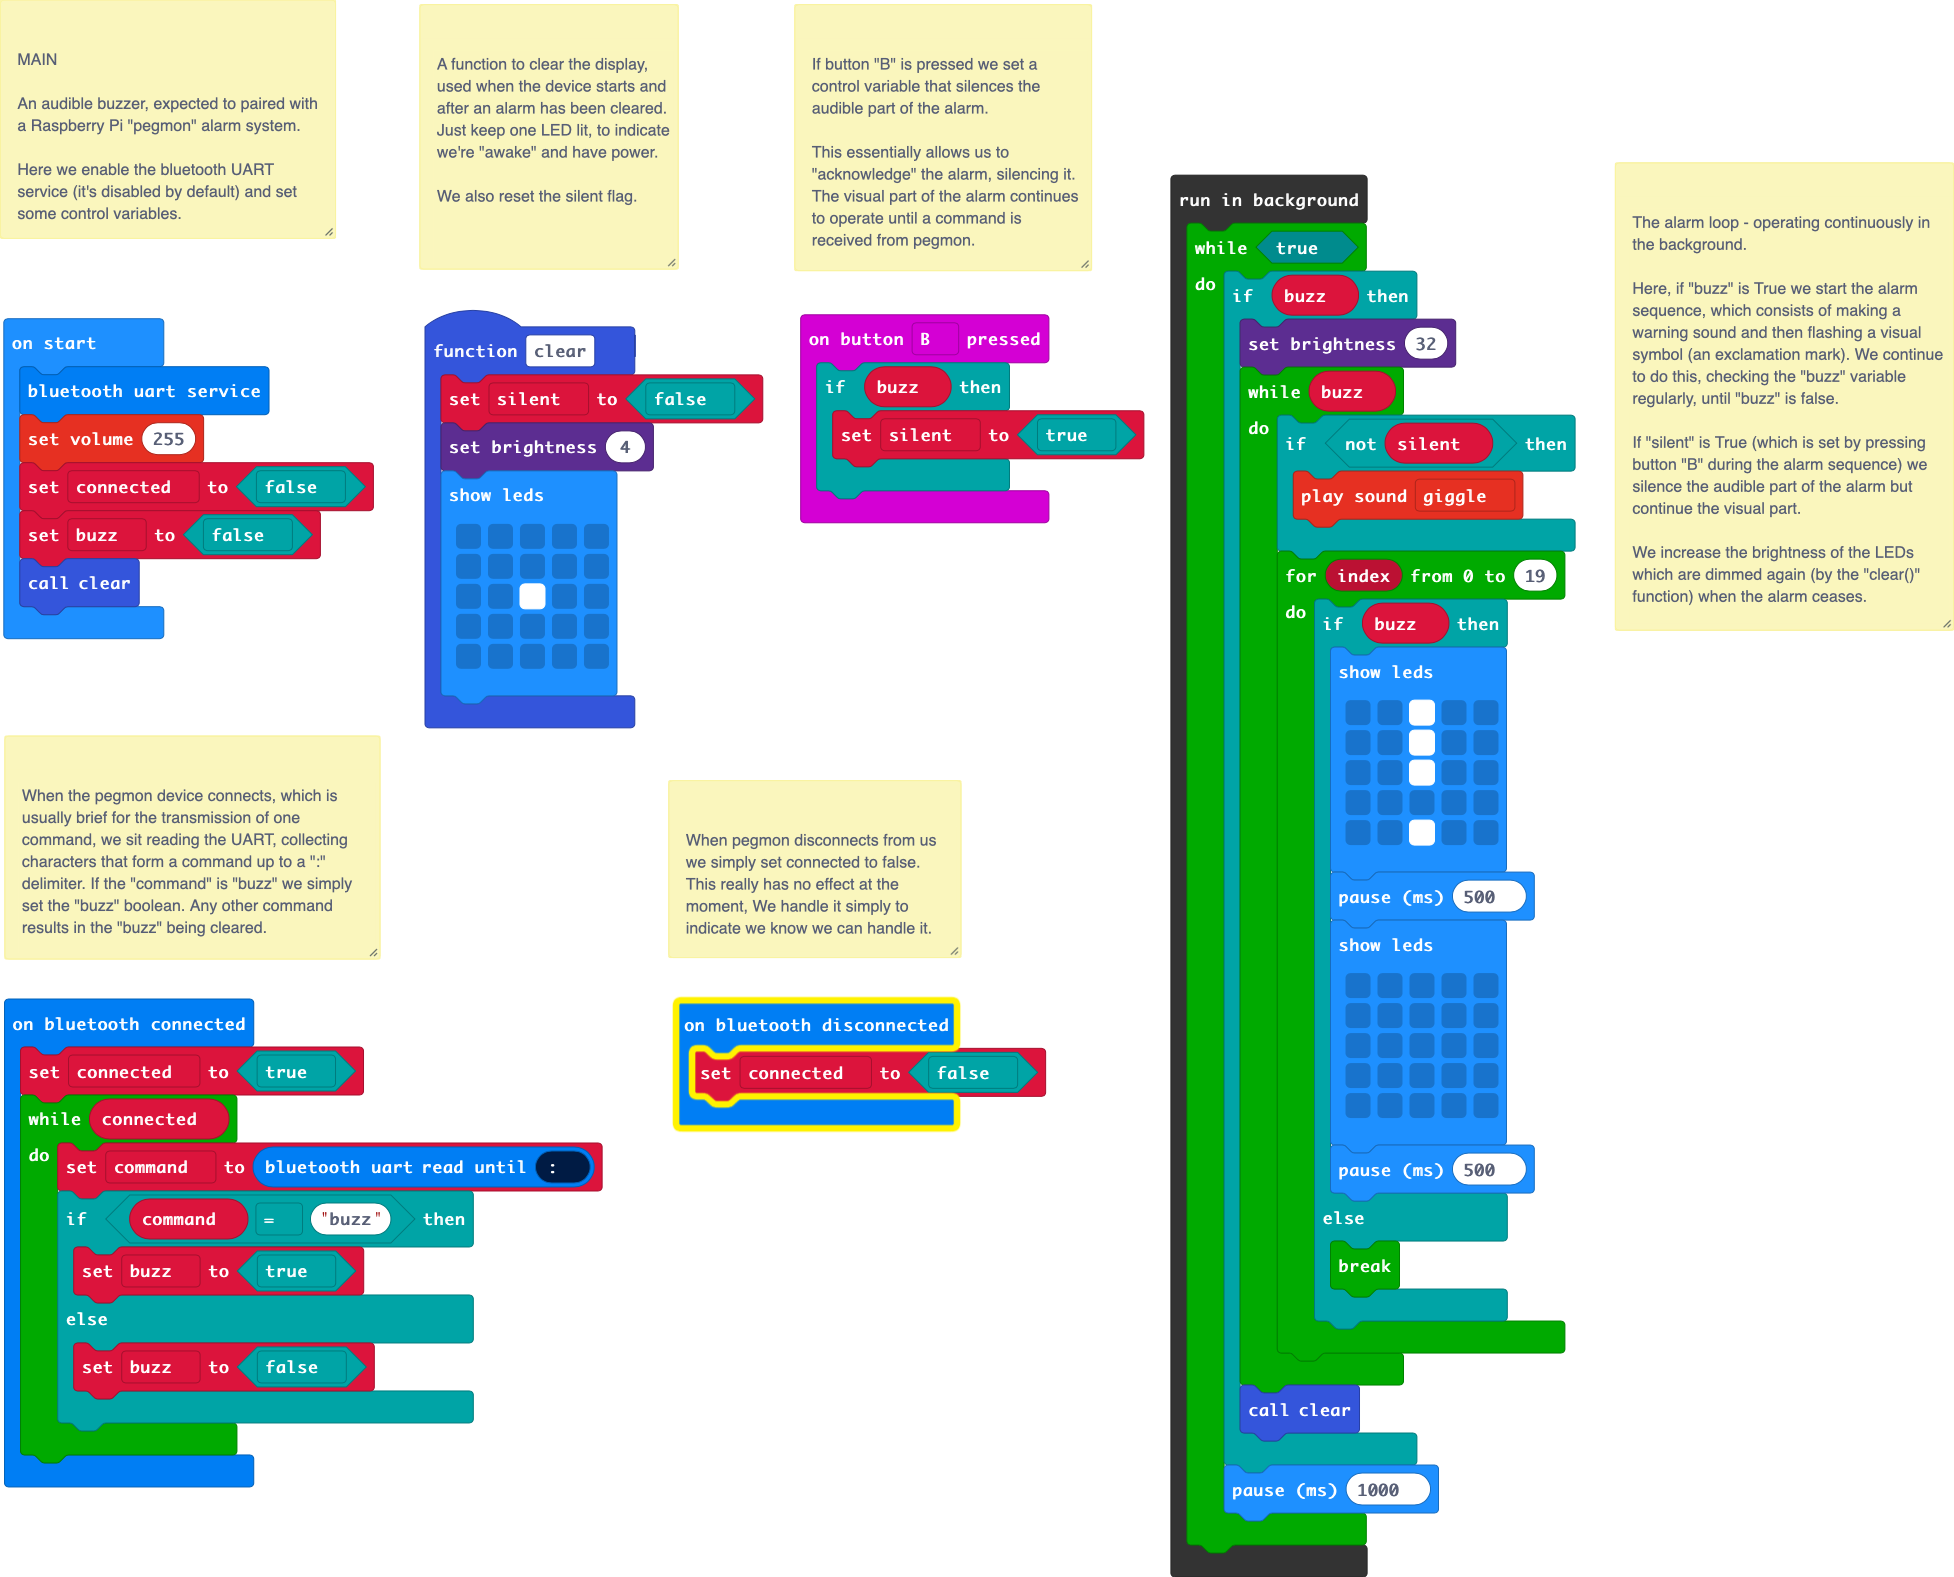 MAIN
An audible buzzer, expected to paired with
a Raspberry Pi "pegmon" alarm system.
Here we enable the bluetooth UART
service (it's disabled by default) and set
some control variables.
A function to clear the display,
used when the device starts and
after an alarm has been cleared.
Just keep one LED lit, to indicate
we're "awake" and have power.
We also reset the silent flag.
If button "B" is pressed we set a
control variable that silences the
audible part of the alarm.
This essentially allows us to
"acknowledge" the alarm, silencing it.
The visual part of the alarm continues
to operate until a command is
received from pegmon.
on start
bluetooth uart service
set volume 255
set connected to false
set buzz to false
call clear
function clear
set silent to false
set brightness 4
show leds
on button B pressed
if buzz then
set silent to true
run in background
while true
do if buzz then
set brightness 32
while buzz
do if not silent then
play sound giggle
for index from 0 to 19
do if buzz then
show leds
pause (ms) 500
show leds
pause (ms) 500
else
break
call clear
pause (ms) 1000
The alarm loop - operating continuously in
the background.
Here, if "buzz" is True we start the alarm
sequence, which consists of making a
warning sound and then flashing a visual
symbol (an exclamation mark). We continue
to do this, checking the "buzz" variable
regularly, until "buzz" is false.
If "silent" is True (which is set by pressing
button "B" during the alarm sequence) we
silence the audible part of the alarm but
continue the visual part.
We increase the brightness of the LEDs
which are dimmed again (by the "clear()"
function) when the alarm ceases.
When the pegmon device connects, which is
usually brief for the transmission of one
command, we sit reading the UART, collecting
characters that form a command up to a ":"
delimiter. If the "command" is "buzz" we simply
set the "buzz" boolean. Any other command
results in the "buzz" being cleared.
When pegmon disconnects from us
we simply set connected to false.
This really has no effect at the
moment, We handle it simply to
indicate we know we can handle it.
on bluetooth connected
set connected to true
while connected
do set command to bluetooth uart read until :
if command = "buzz" then
set buzz to true
else
set buzz to false
on bluetooth disconnected
set connected to false